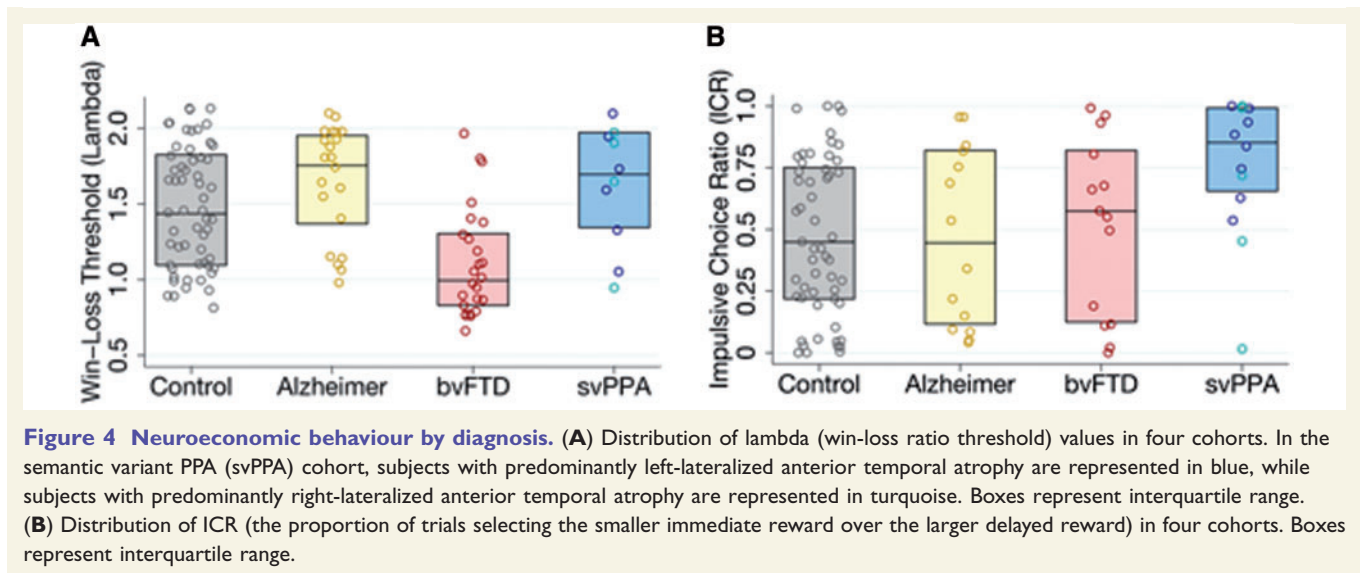 A
B
Win–Loss Threshold (Lambda)
2.0
1.5
1.0
0.5
Control
Alzheimer
bvFTD
svPPA
Impulsive Choice Ratio (ICR)
1.0
0.75
0.5
0.25
0
Control
Alzheimer
bvFTD
svPPA
Figure 4 Neuroeconomic behaviour by diagnosis. (A) Distribution of lambda (win-loss ratio threshold) values in four cohorts. In the
semantic variant PPA (svPPA) cohort, subjects with predominantly left-lateralized anterior temporal atrophy are represented in blue, while
subjects with predominantly right-lateralized anterior temporal atrophy are represented in turquoise. Boxes represent interquartile range.
(B) Distribution of ICR (the proportion of trials selecting the smaller immediate reward over the larger delayed reward) in four cohorts. Boxes
represent interquartile range.